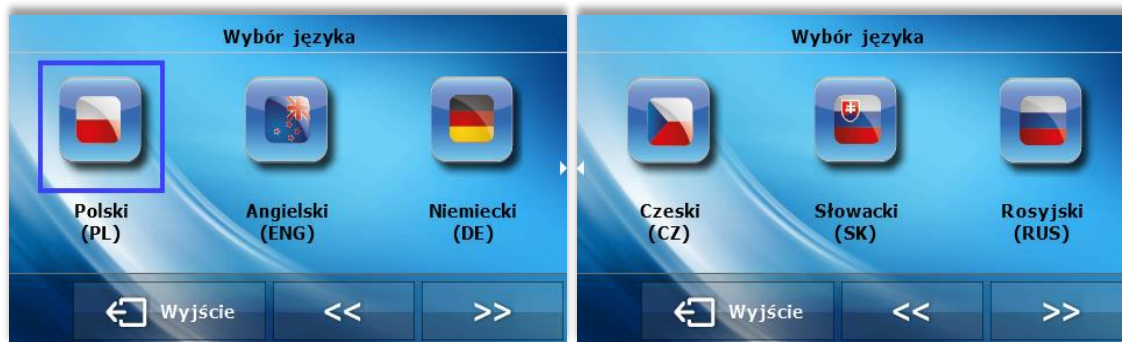 Wybór języka
Polski
(PL)
Angielski
(ENG)
Niemiecki
(DE)
Wyjście
<<
>>
Wybór języka
Czeski
(CZ)
Słowacki
(SK)
Rosyjski
(RUS)
Wyjście
<<
>>